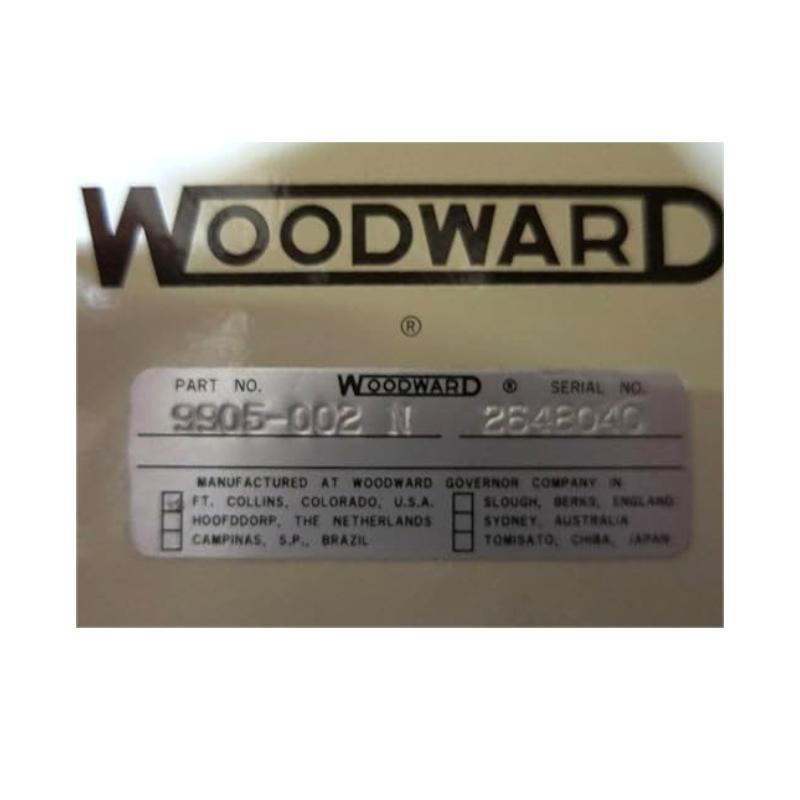 WOODWARD
®
PART NO. WOODWARD ® SERIAL NO.
9905-002 N 2648040
MANUFACTURED AT WOODWARD GOVERNOR COMPANY IN:
FT. COLLINS, COLORADO, U.S.A. SLOUGH, BERKS, ENGLAND
HOOFDDORP, THE NETHERLANDS SYDNEY, AUSTRALIA
CAMPINAS, S.P., BRAZIL TOMISATO, CHIBA, JAPAN